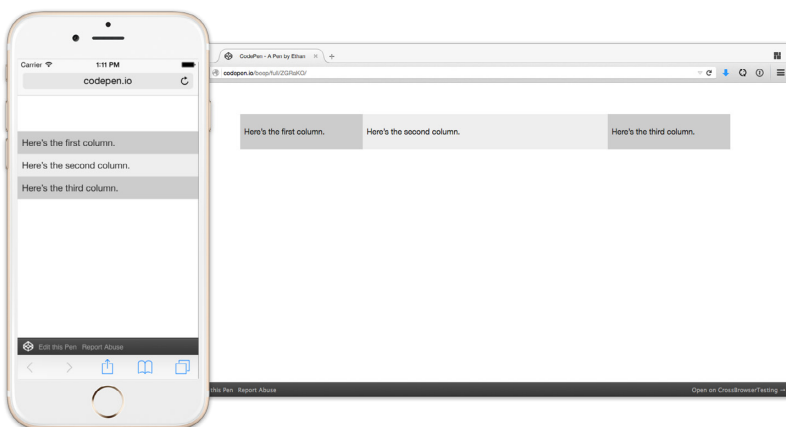 Carrier 1:11 PM
codepen.io
Here's the first column.
Here's the second column.
Here's the third column.
Edit this Pen Report Abuse
CodePen - A Pen by Ethan
codepen.io/boop/full/ZGRaKO/
Here's the first column. Here's the second column. Here's the third column.
this Pen Report Abuse Open on CrossBrowserTesting →